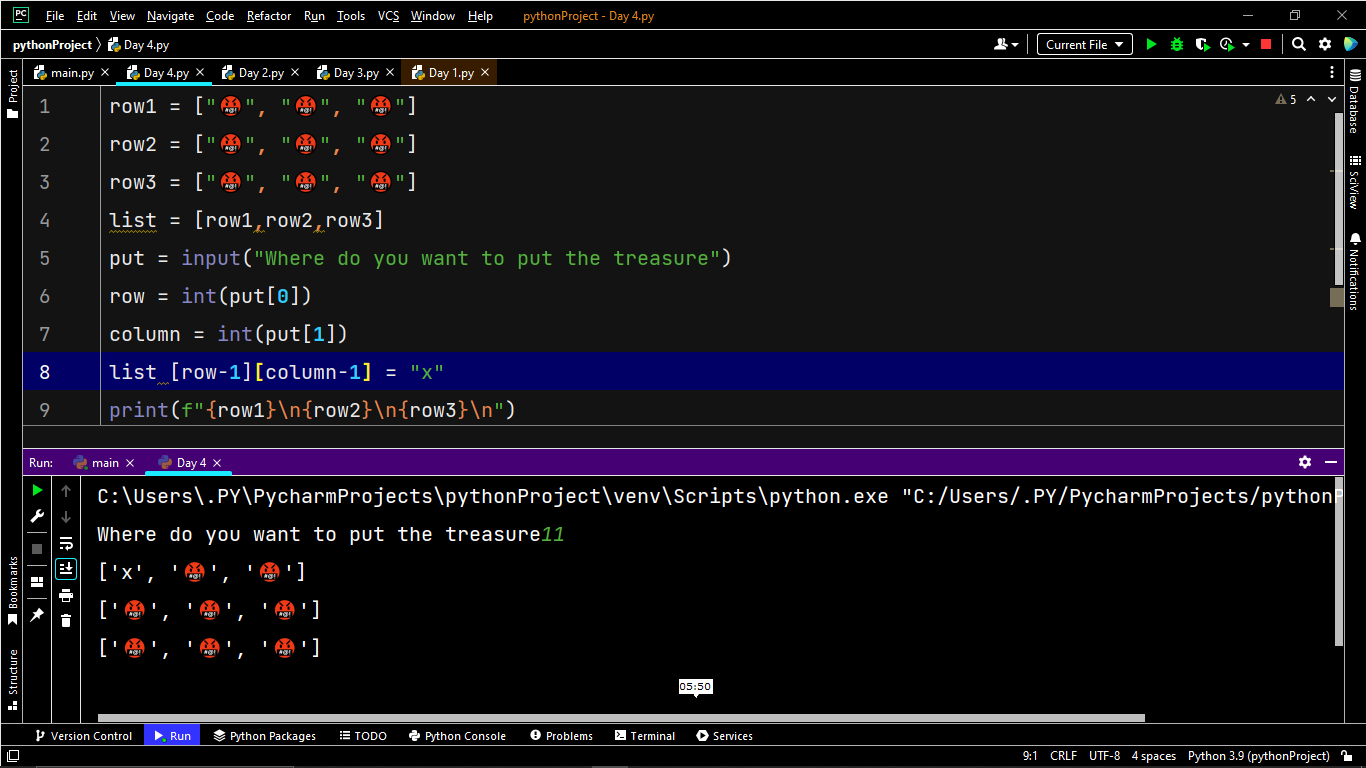 PC File Edit View Navigate Code Refactor Run Tools VCS Window Help pythonProject - Day 4.py
pythonProject 〉 Day 4.py Current File
main.py Day 4.py Day 2.py Day 3.py Day 1.py
Project
1 row1 = ["🤬", "🤬", "🤬"]
2 row2 = ["🤬", "🤬", "🤬"]
3 row3 = ["🤬", "🤬", "🤬"]
4 list = [row1,row2,row3]
5 put = input("Where do you want to put the treasure")
6 row = int(put[0])
7 column = int(put[1])
8 list [row-1][column-1] = "x"
9 print(f"{row1}\n{row2}\n{row3}\n")
5
Database
SciView
Notifications
Run: main Day 4
C:\Users\.PY\PycharmProjects\pythonProject\venv\Scripts\python.exe "C:/Users/.PY/PycharmProjects/pythonP
Where do you want to put the treasure11
['x', '🤬', '🤬']
['🤬', '🤬', '🤬']
['🤬', '🤬', '🤬']
05:50
Bookmarks
Structure
Version Control Run Python Packages TODO Python Console Problems Terminal Services
9:1 CRLF UTF-8 4 spaces Python 3.9 (pythonProject)